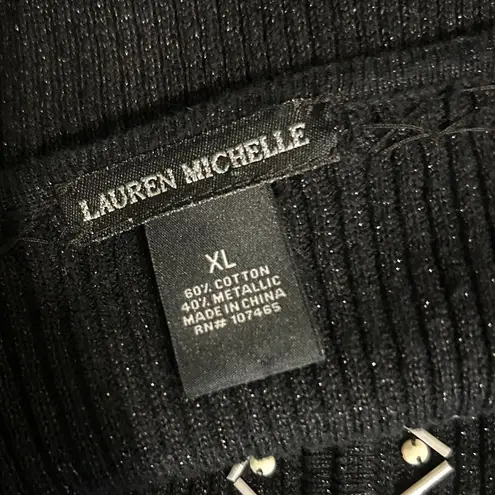 LAUREN MICHELLE
XL
60% COTTON
40% METALLIC
MADE IN CHINA
RN# 107465